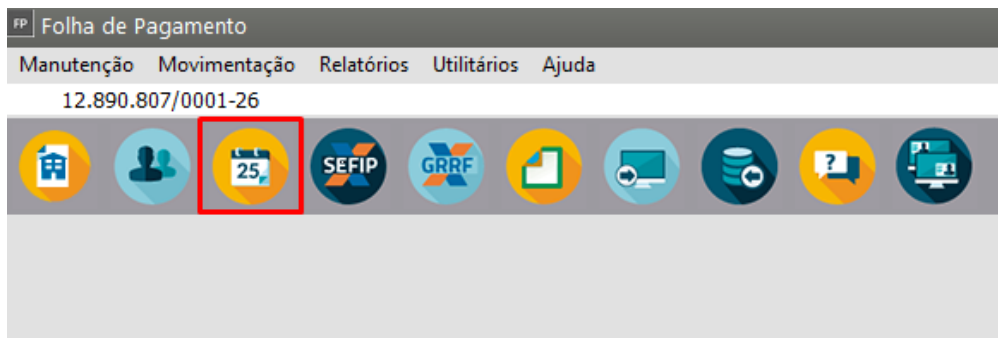 FP Folha de Pagamento
Manutenção Movimentação Relatórios Utilitários Ajuda
12.890.807/0001-26
25 SEFIP GRRF ?